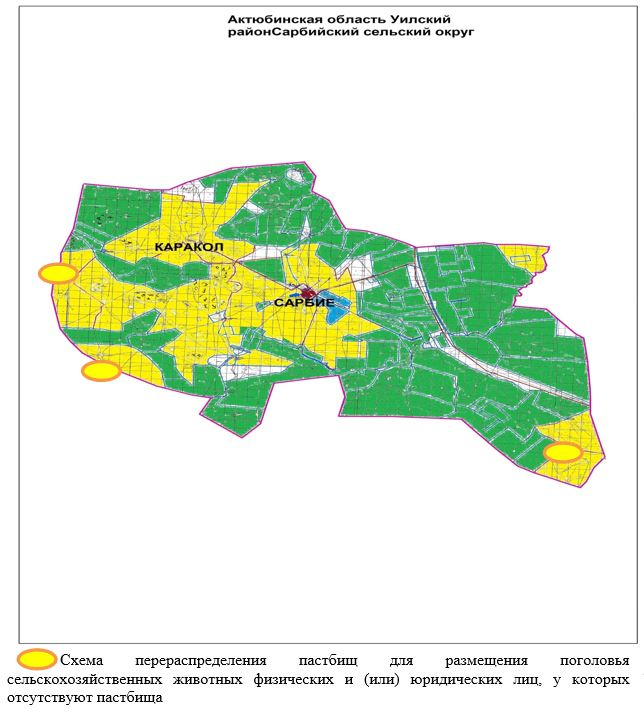 Актюбинская область Уилский
районСарбийский сельский округ
КАРАКОЛ
САРБИЕ
Схема перераспределения пастбищ для размещения поголовья
сельскохозяйственных животных физических и (или) юридических лиц, у которых
отсутствуют пастбища